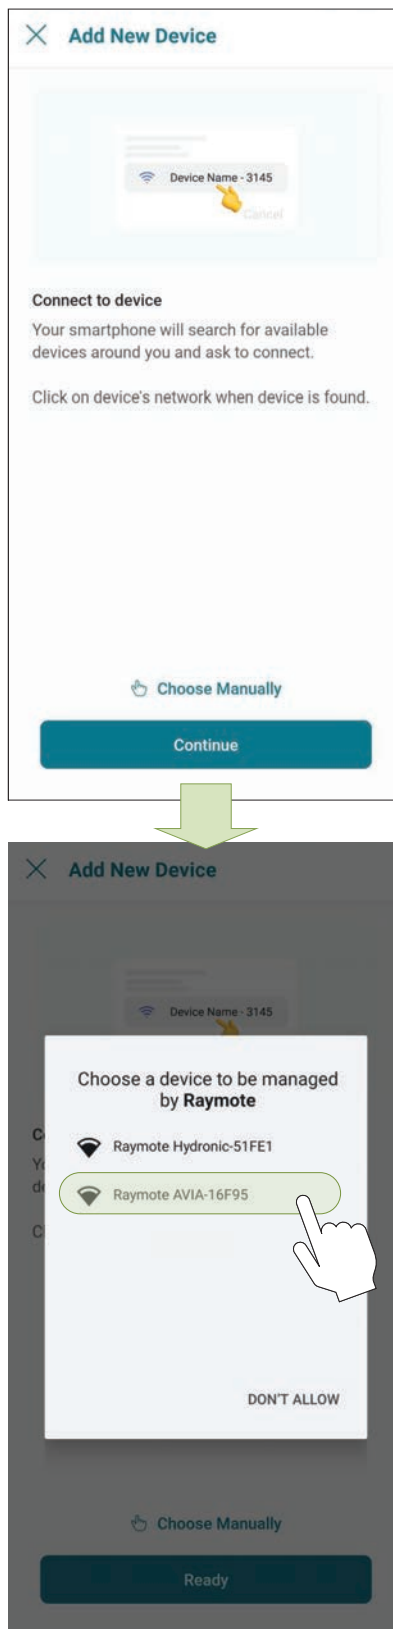 Add New Device
Device Name - 3145
Cancel
Connect to device
Your smartphone will search for available
devices around you and ask to connect.
Click on device's network when device is found.
Choose Manually
Continue
Add New Device
Device Name - 3145
Choose a device to be managed
by Raymote
Raymote Hydronic-51FE1
Raymote AVIA-16F95
DON'T ALLOW
Choose Manually
Ready